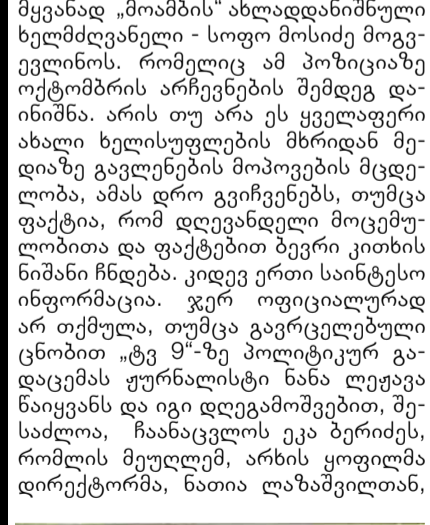 მყვანად „მოამბის“ ახლადდანიშნული
ხელმძღვანელი - სოფო მოსიძე მოგვ-
ევლინოს. რომელიც ამ პოზიციაზე
ოქტომბრის არჩევნების შემდეგ და-
ინიშნა. არის თუ არა ეს ყველაფერი
ახალი ხელისუფლების მხრიდან მე-
დიაზე გავლენების მოპოვების მცდე-
ლობა, ამას დრო გვიჩვენებს, თუმცა
ფაქტია, რომ დღევანდელი მოცემუ-
ლობითა და ფაქტებით ბევრი კითხის
ნიშანი ჩნდება. კიდევ ერთი საინტესო
ინფორმაცია. ჯერ ოფიციალურად
არ თქმულა, თუმცა გავრცელებული
ცნობით „ტვ 9“-ზე პოლიტიკურ გა-
დაცემას ჟურნალისტი ნანა ლეჟავა
წაიყვანს და იგი დღეგამოშვებით, შე-
საძლოა, ჩაანაცვლოს ეკა ბერიძეს,
რომლის მეუღლემ, არხის ყოფილმა
დირექტორმა, ნათია ლაზაშვილთან,